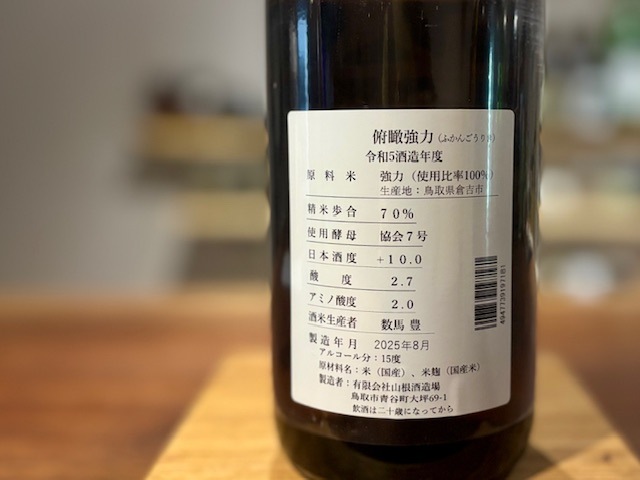 俯瞰強力（ふかんごうりき）
令和5酒造年度
原料米 強力（使用比率100%）
生産地：鳥取県倉吉市
精米歩合 70%
使用酵母 協会7号
日本酒度 +10.0
酸度 2.7
アミノ酸度 2.0
酒米生産者 数馬 豊
製造年月 2025年8月
アルコール分：15度
原材料名：米（国産）、米麹（国産米）
製造者：有限会社山根酒造場
鳥取市青谷町大坪69-1
飲酒は二十歳になってから
4947739197181